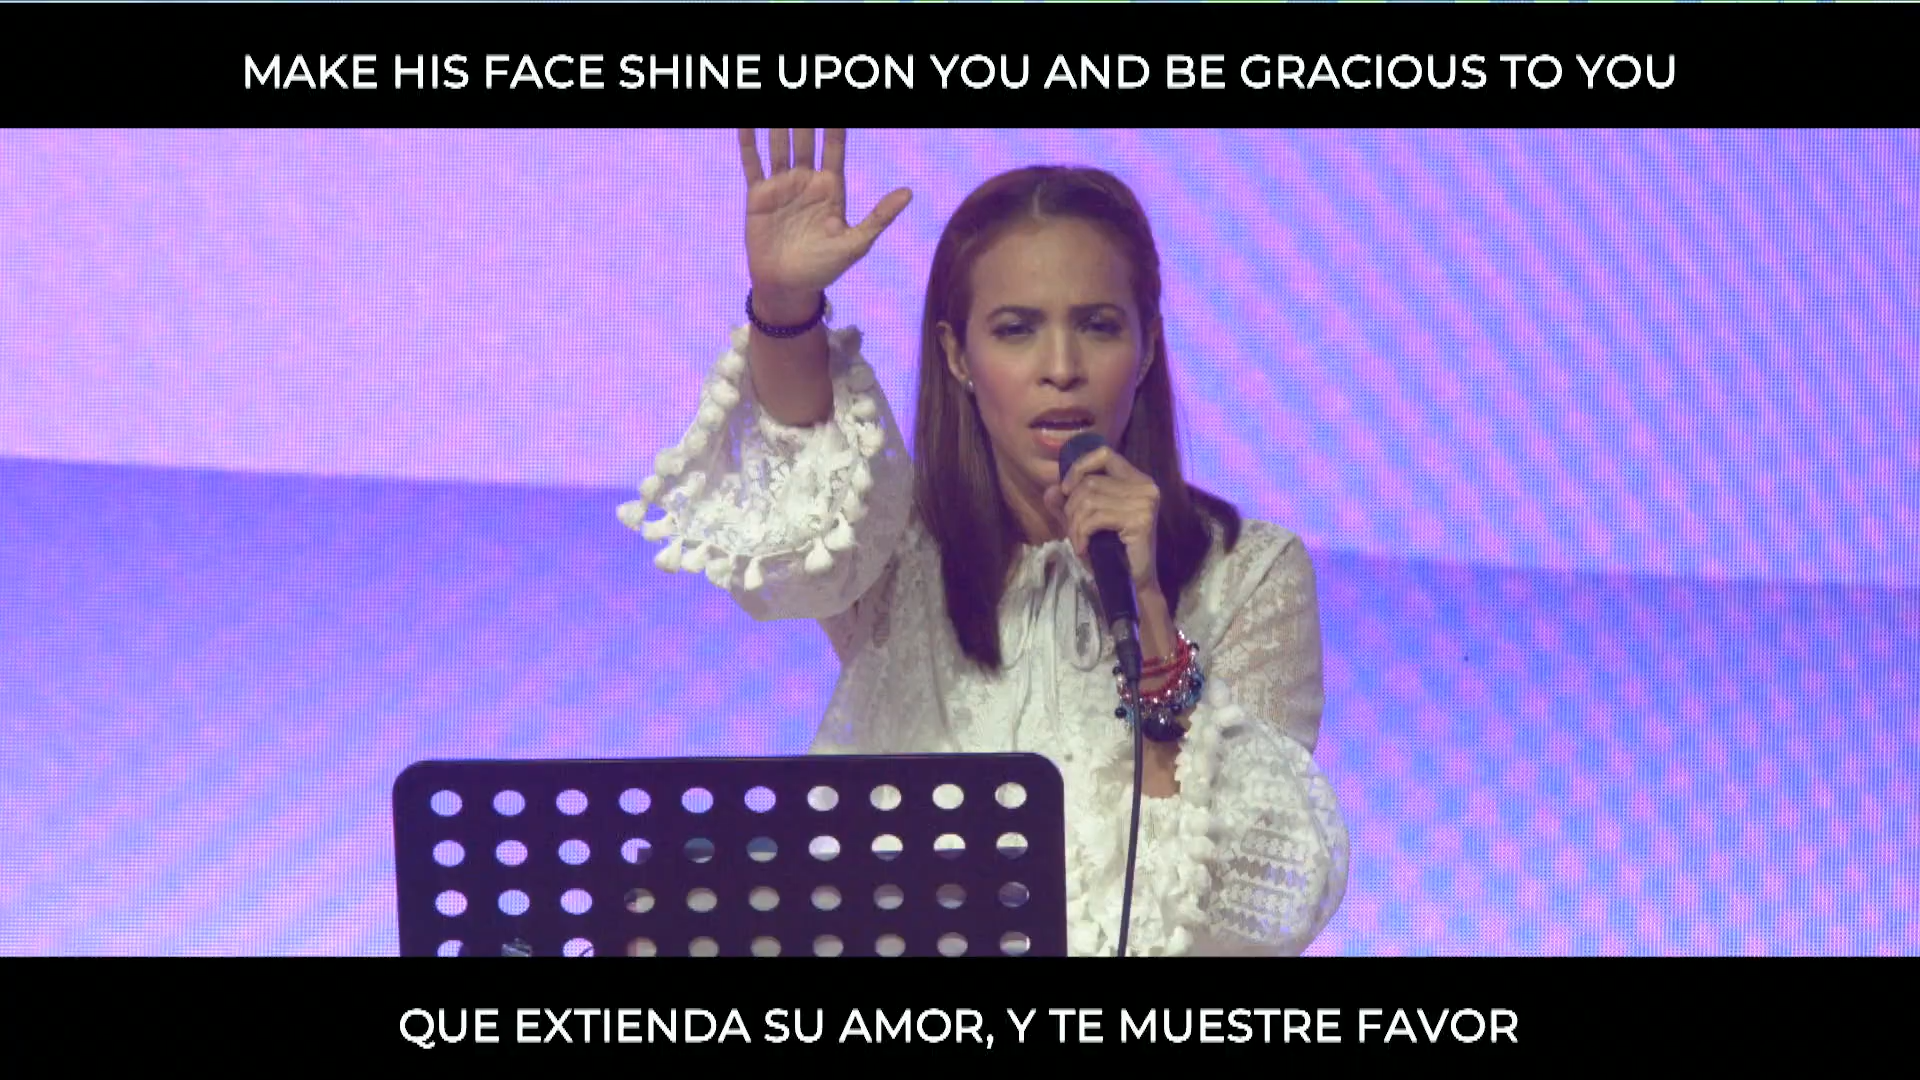 MAKE HIS FACE SHINE UPON YOU AND BE GRACIOUS TO YOU
QUE EXTIENDA SU AMOR, Y TE MUESTRE FAVOR